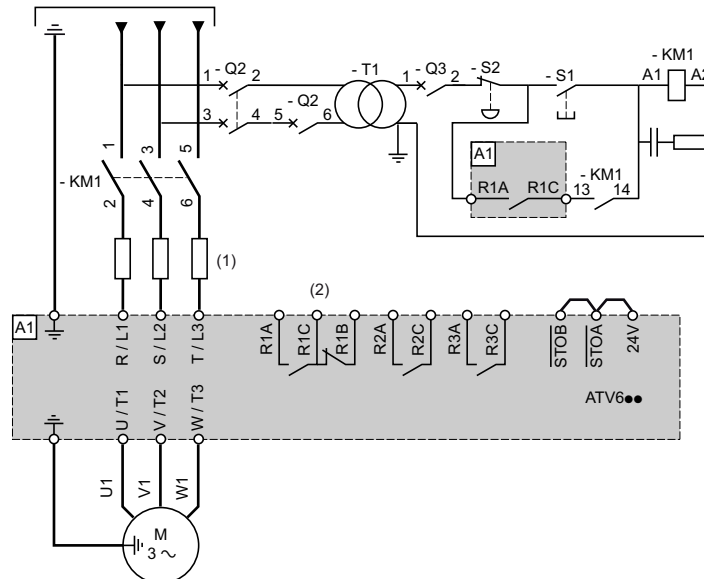 1 - Q2 2
- T1
1 - Q3 2
- S2
- S1
- KM1
A1 A2
3 4 5 - Q2 6
A1
R1A R1C
- KM1
13 14
1 3 5
- KM1
2 4 6
(1)
(2)
A1
R / L1
S / L2
T / L3
R1A
R1C
R1B
R2A
R2C
R3A
R3C
STOB
STOA
24V
ATV6●●
U / T1
V / T2
W / T3
U1
V1
W1
M
3 ~